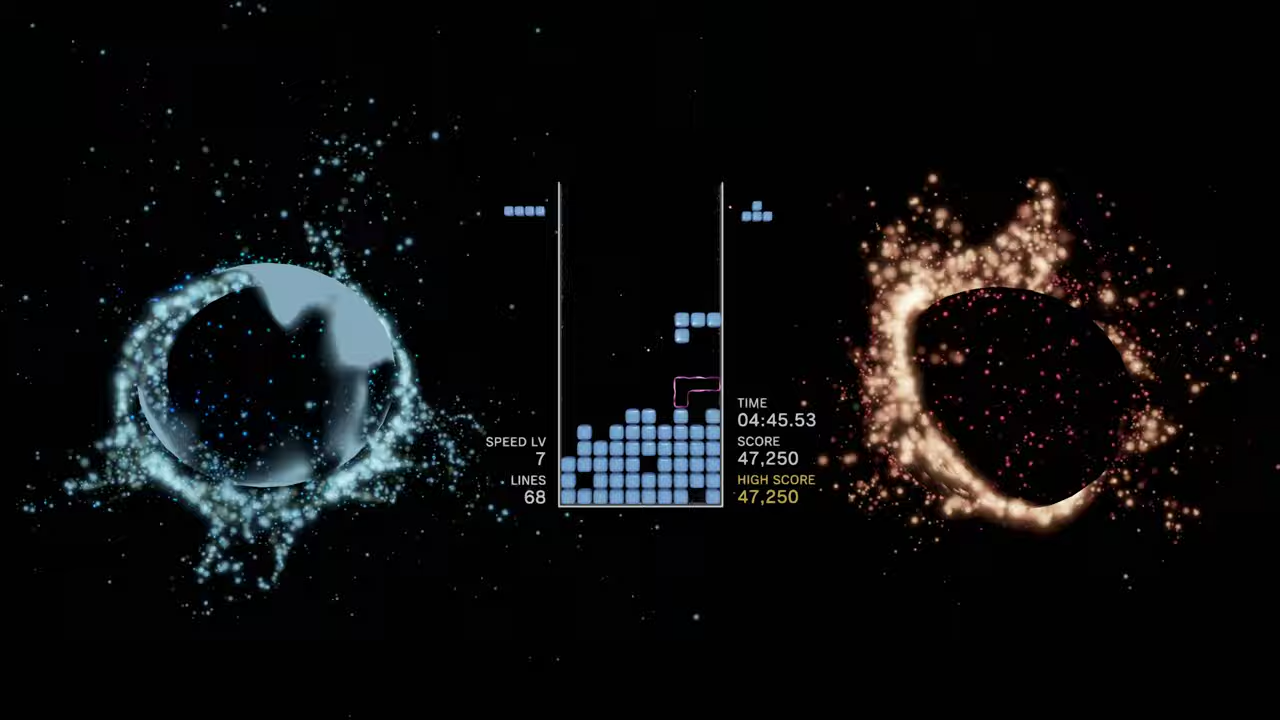 SPEED LV
7
LINES
68
TIME
04:45.53
SCORE
47,250
HIGH SCORE
47,250